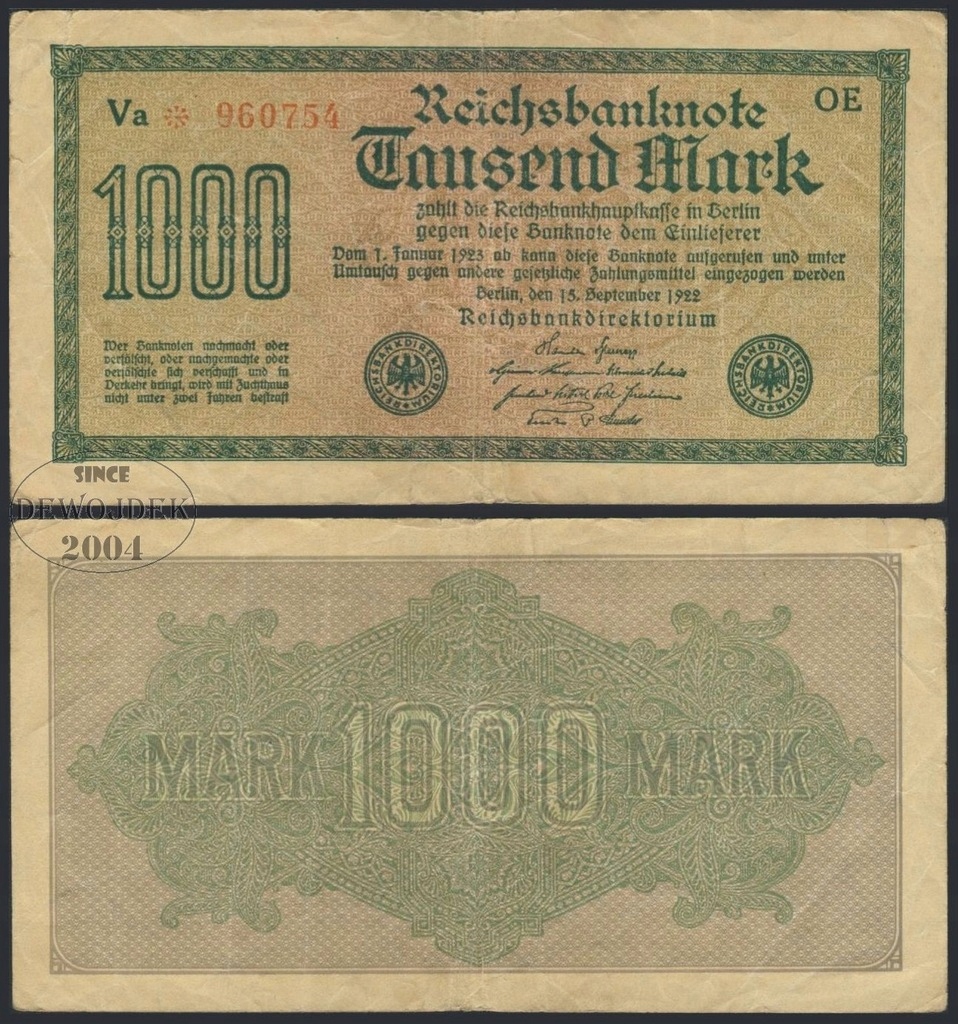 Va * 960754
OE
Reichsbanknote
Tausend Mark
1000
zahlt die Reichsbankhauptkasse in Berlin
gegen diese Banknote dem Einlieferer
Vom 1. Januar 1923 ab kann diese Banknote aufgerufen und unter
Umtausch gegen andere gesetzliche Zahlungsmittel eingezogen werden
Berlin, den 15. September 1922
Reichsbankdirektorium
Wer Banknoten nachmacht oder
verfälscht, oder nachgemachte oder
verfälschte sich verschafft und in
Verkehr bringt, wird mit Zuchthaus
nicht unter zwei Jahren bestraft
REICHSBANKDIREKTORIUM
REICHSBANKDIREKTORIUM
SINCE
DEWOJDEK
2004
MARK 1000 MARK